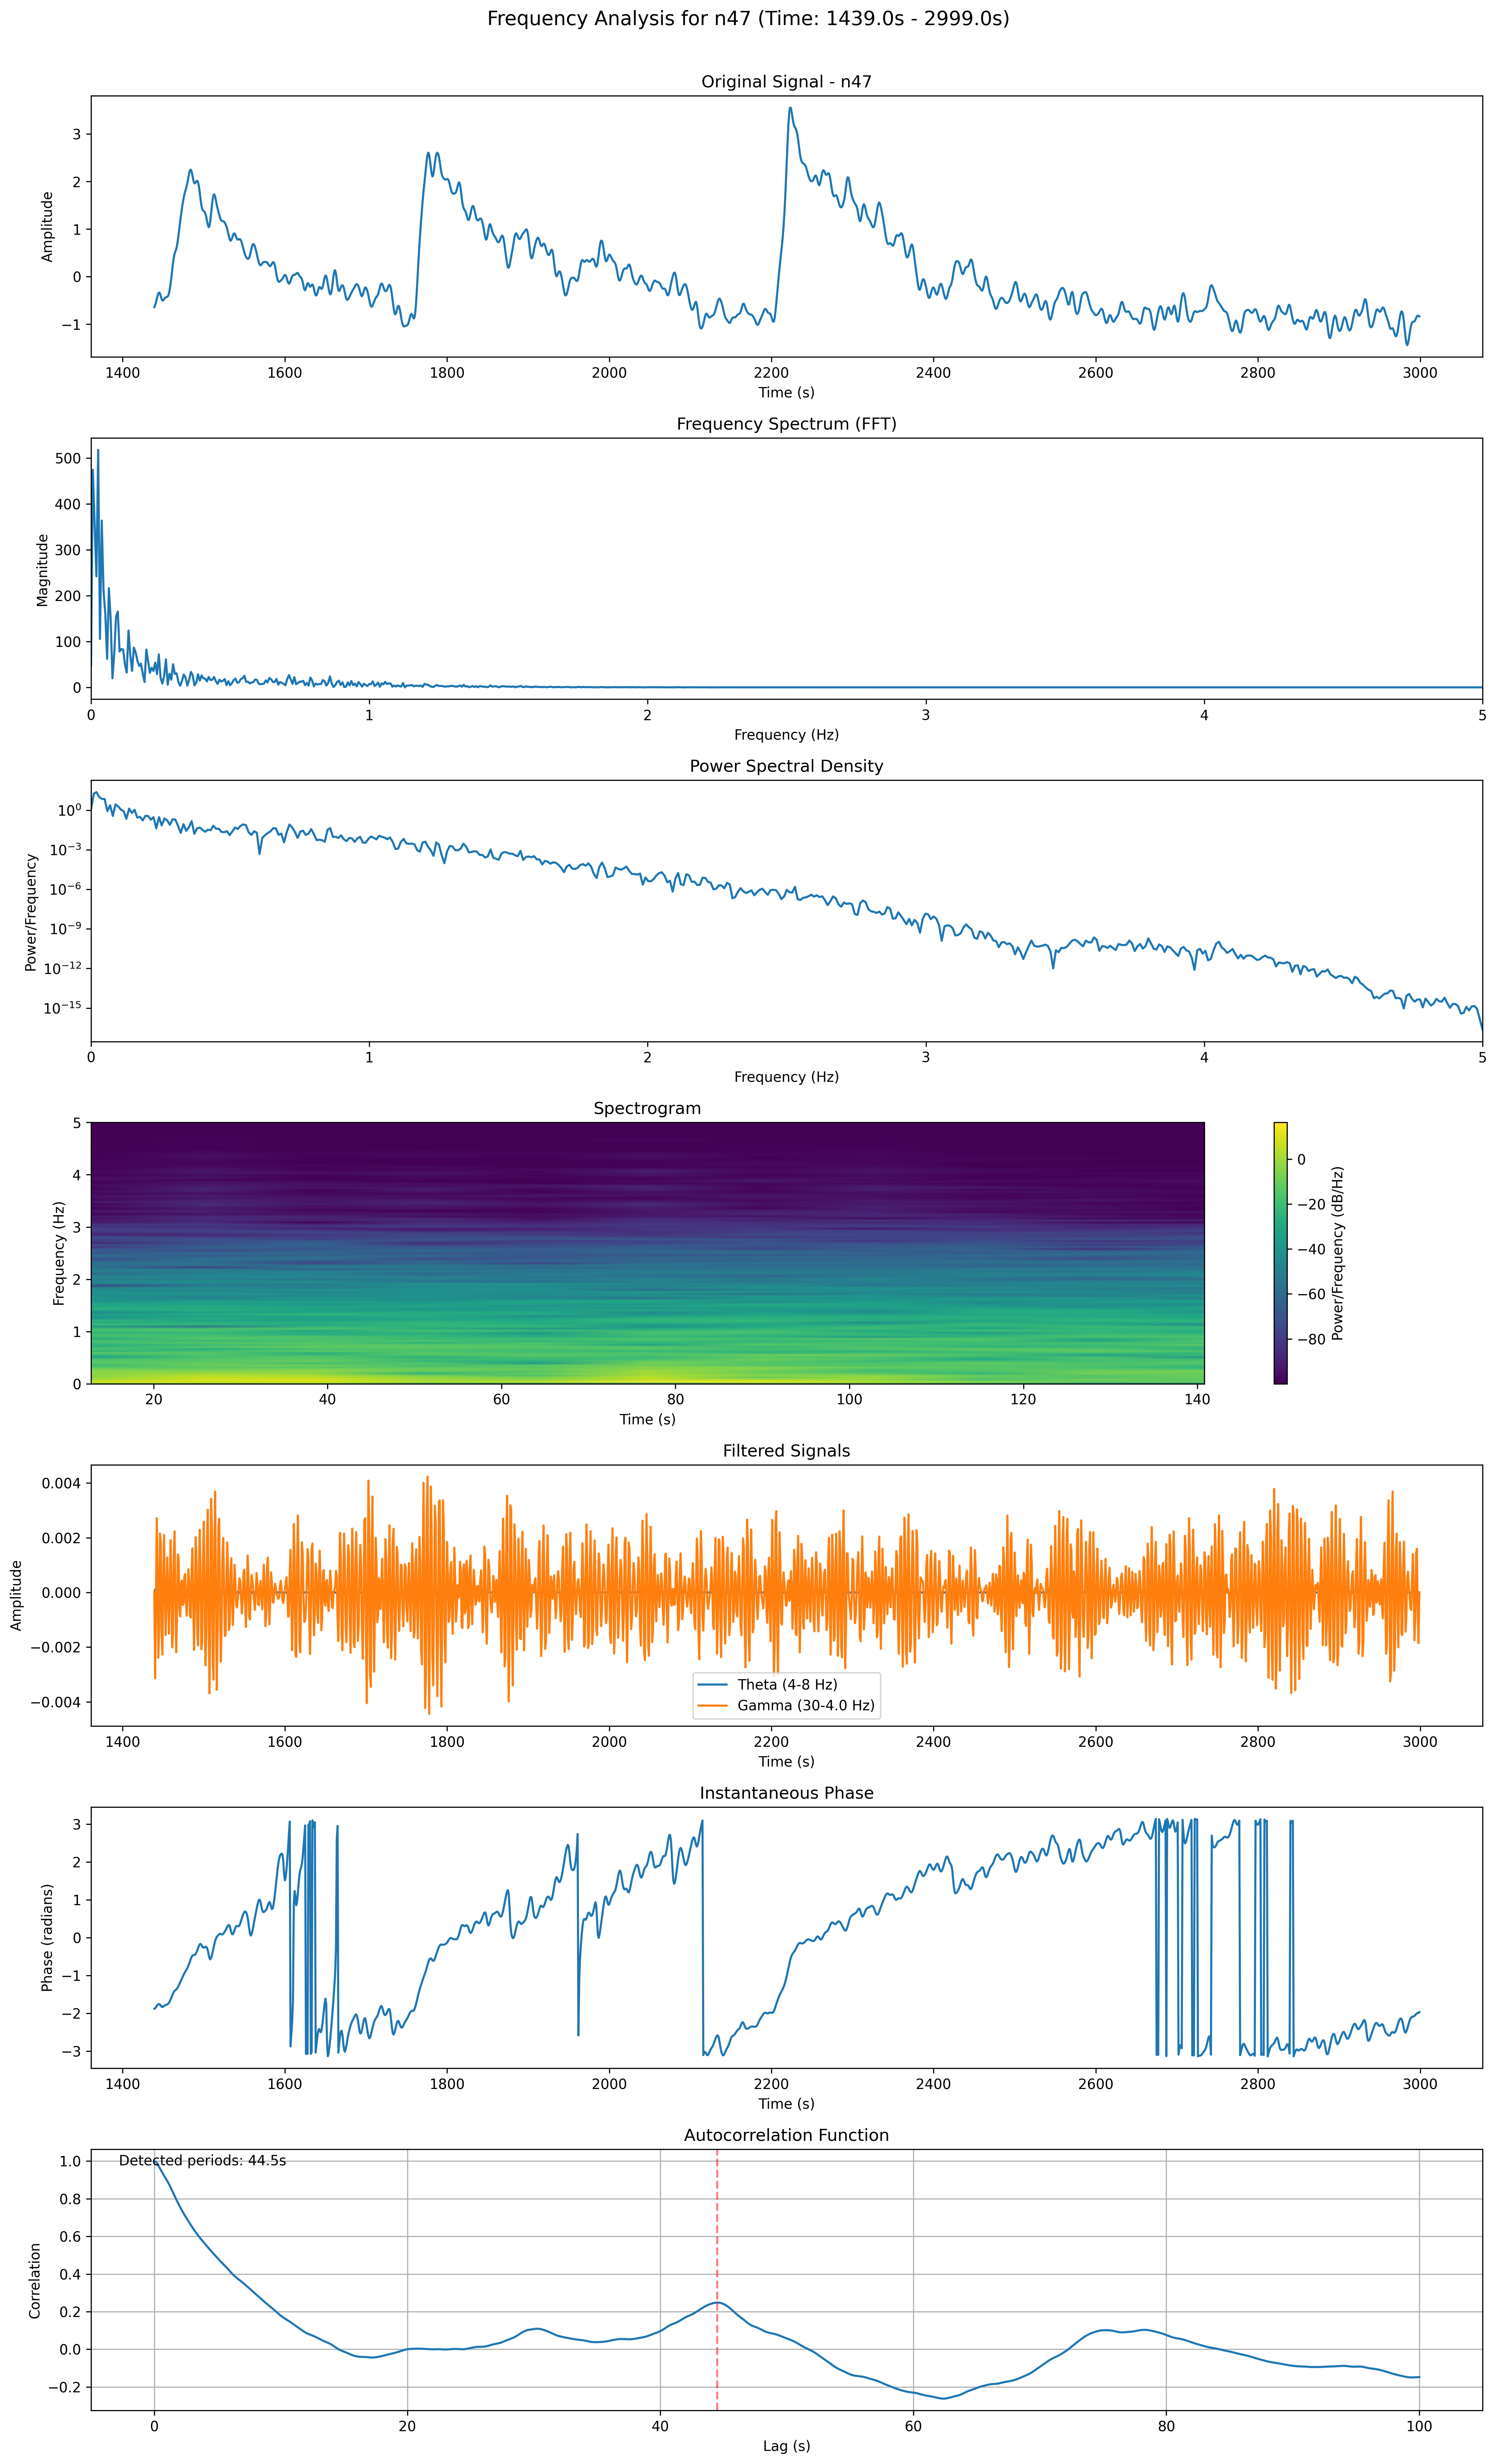 Frequency Analysis for n47 (Time: 1439.0s - 2999.0s)
Original Signal - n47
Amplitude
3
2
1
0
−1
1400 1600 1800 2000 2200 2400 2600 2800 3000
Time (s)
Frequency Spectrum (FFT)
Magnitude
500
400
300
200
100
0
0 1 2 3 4 5
Frequency (Hz)
Power Spectral Density
Power/Frequency
10⁰
10⁻³
10⁻⁶
10⁻⁹
10⁻¹²
10⁻¹⁵
0 1 2 3 4 5
Frequency (Hz)
Spectrogram
Frequency (Hz)
5
4
3
2
1
0
20 40 60 80 100 120 140
Time (s)
0
−20
−40
−60
−80
Power/Frequency (dB/Hz)
Filtered Signals
Amplitude
0.004
0.002
0.000
−0.002
−0.004
Theta (4-8 Hz)
Gamma (30-4.0 Hz)
1400 1600 1800 2000 2200 2400 2600 2800 3000
Time (s)
Instantaneous Phase
Phase (radians)
3
2
1
0
−1
−2
−3
1400 1600 1800 2000 2200 2400 2600 2800 3000
Time (s)
Autocorrelation Function
Detected periods: 44.5s
Correlation
1.0
0.8
0.6
0.4
0.2
0.0
−0.2
0 20 40 60 80 100
Lag (s)